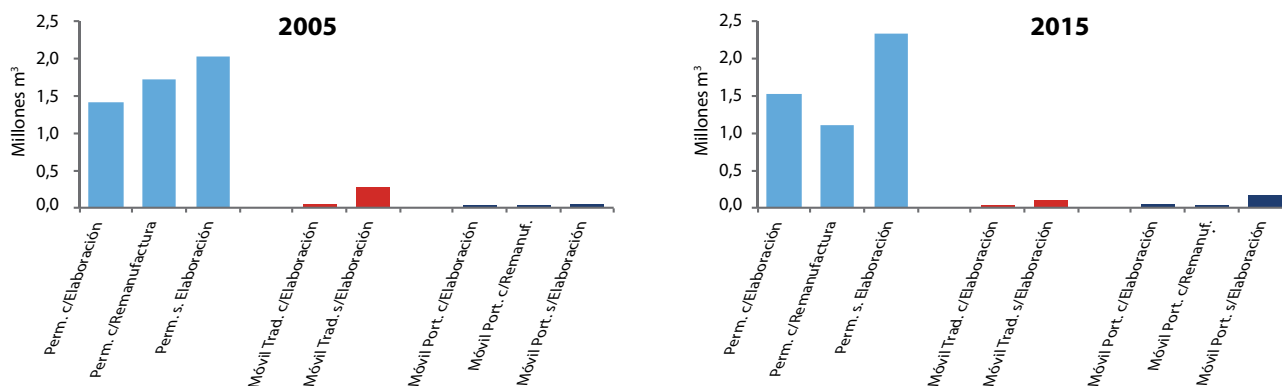 2005
Millones m³
2,5
2,0
1,5
1,0
0,5
0,0
Perm. c/Elaboración
Perm. c/Remanufactura
Perm. s. Elaboración
Móvil Trad. c/Elaboración
Móvil Trad. s/Elaboración
Móvil Port. c/Elaboración
Móvil Port. c/Remanuf.
Móvil Port. s/Elaboración
2015
Millones m³
2,5
2,0
1,5
1,0
0,5
0,0
Perm. c/Elaboración
Perm. c/Remanufactura
Perm. s. Elaboración
Móvil Trad. c/Elaboración
Móvil Trad. s/Elaboración
Móvil Port. c/Elaboración
Móvil Port. c/Remanuf.
Móvil Port. s/Elaboración